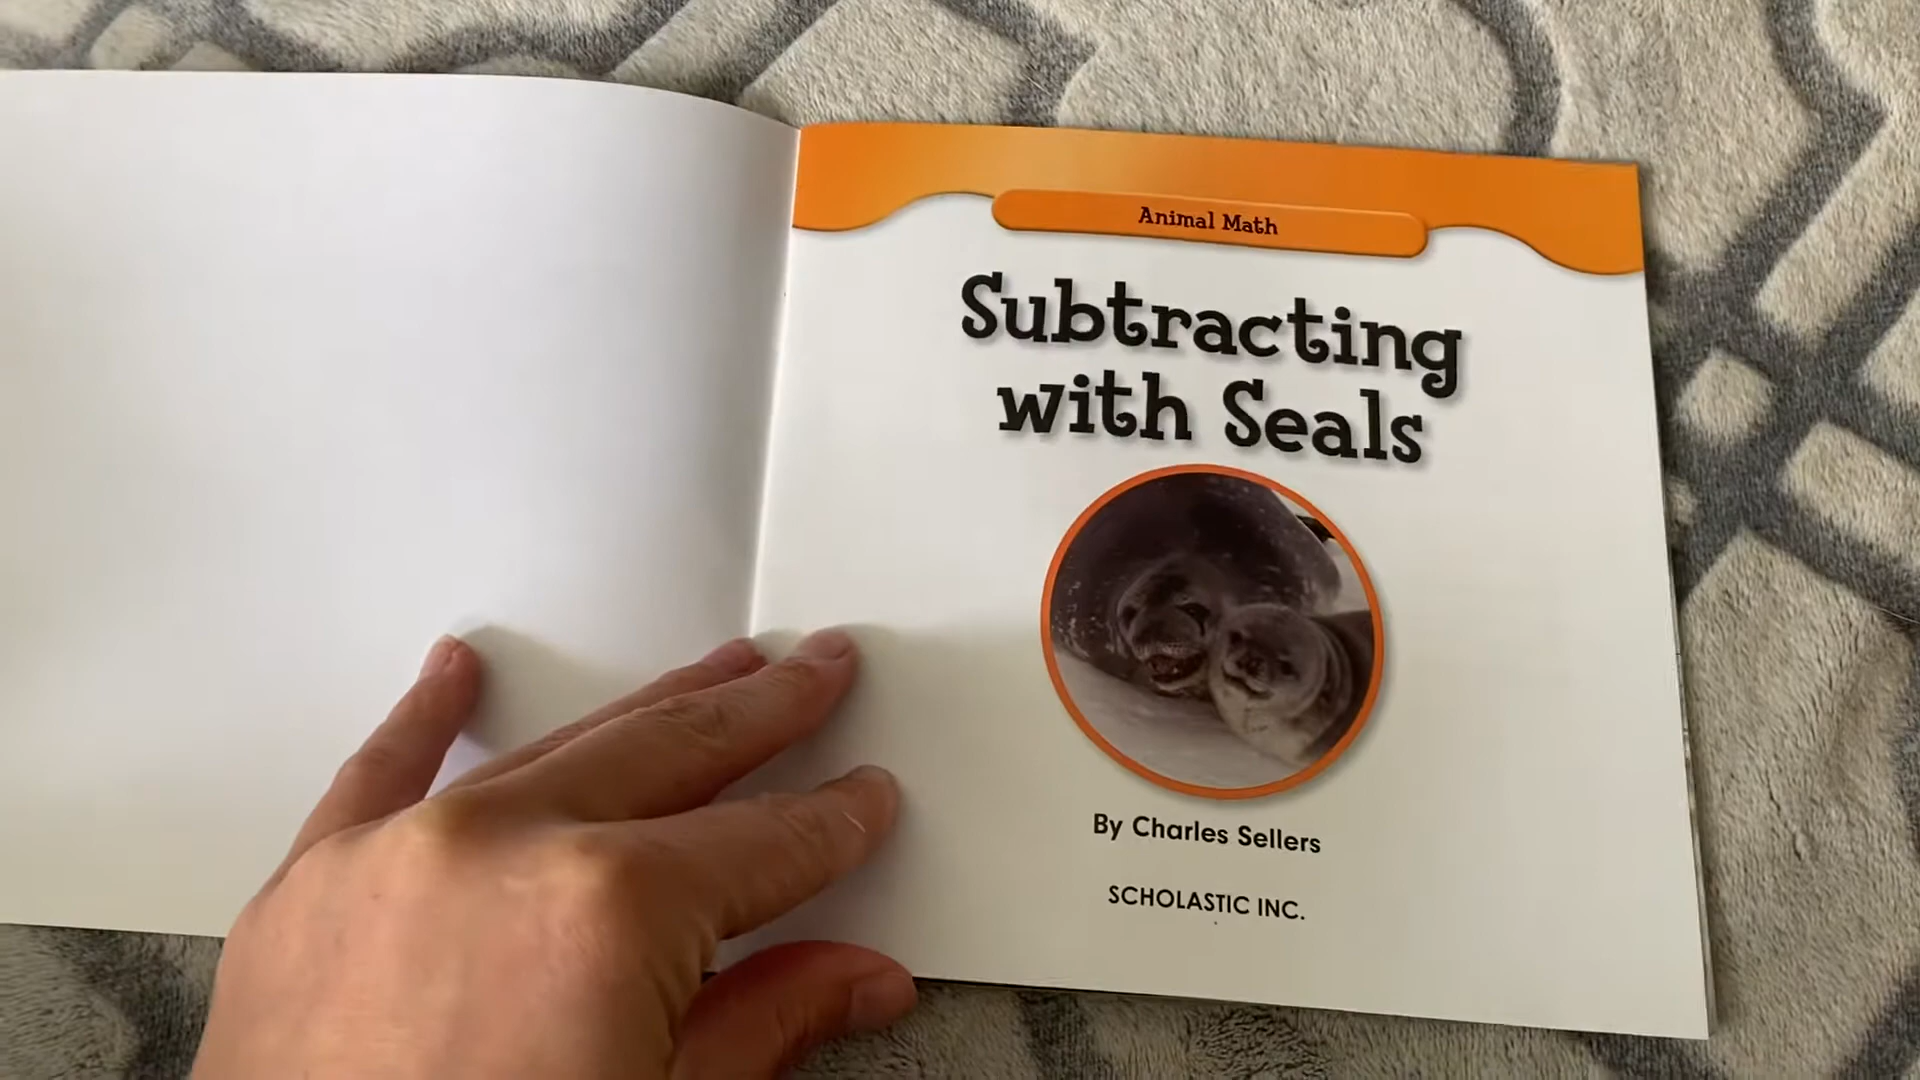 Animal Math
Subtracting
with Seals
By Charles Sellers
SCHOLASTIC INC.